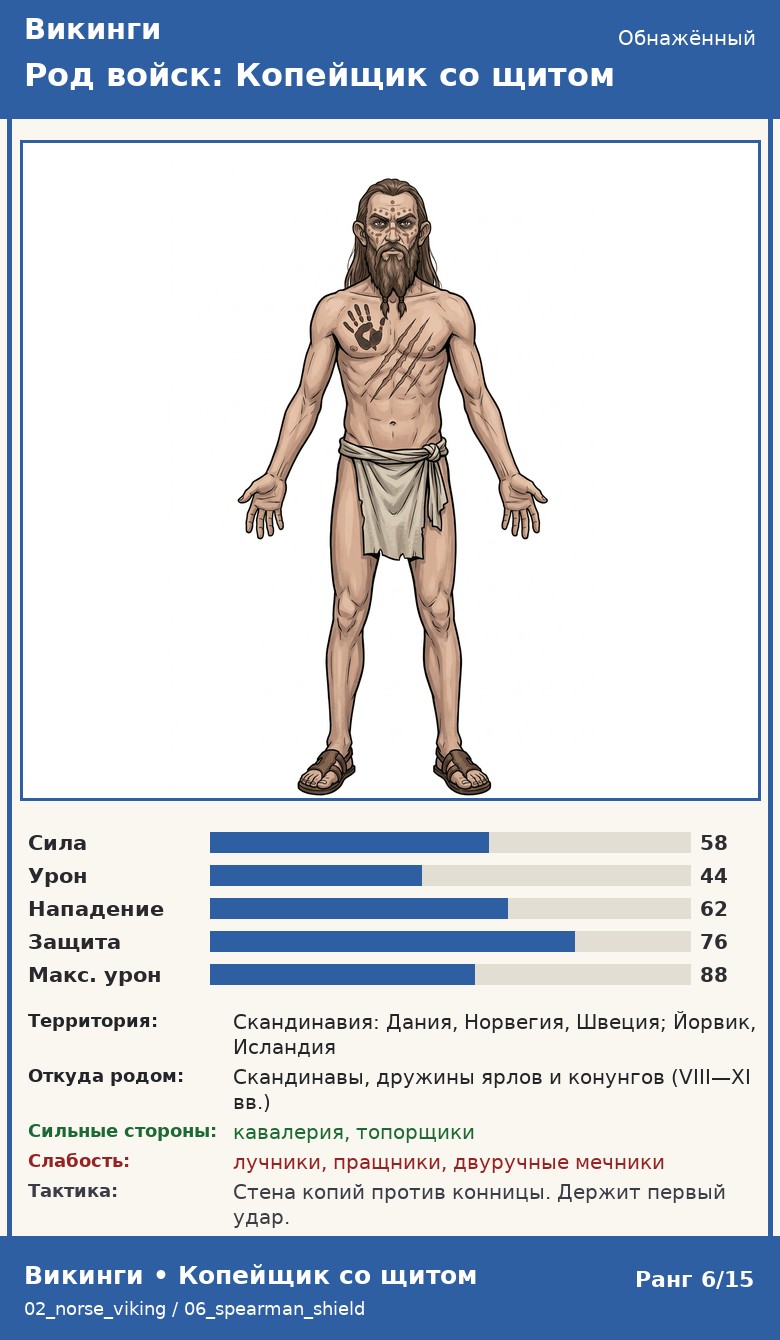 Викинги
Обнажённый
Род войск: Копейщик со щитом
Сила 58
Урон 44
Нападение 62
Защита 76
Макс. урон 88
Территория: Скандинавия: Дания, Норвегия, Швеция; Йорвик,
Исландия
Откуда родом: Скандинавы, дружины ярлов и конунгов (VIII—XI
вв.)
Сильные стороны: кавалерия, топорщики
Слабость: лучники, пращники, двуручные мечники
Тактика: Стена копий против конницы. Держит первый
удар.
Викинги • Копейщик со щитом
Ранг 6/15
02_norse_viking / 06_spearman_shield